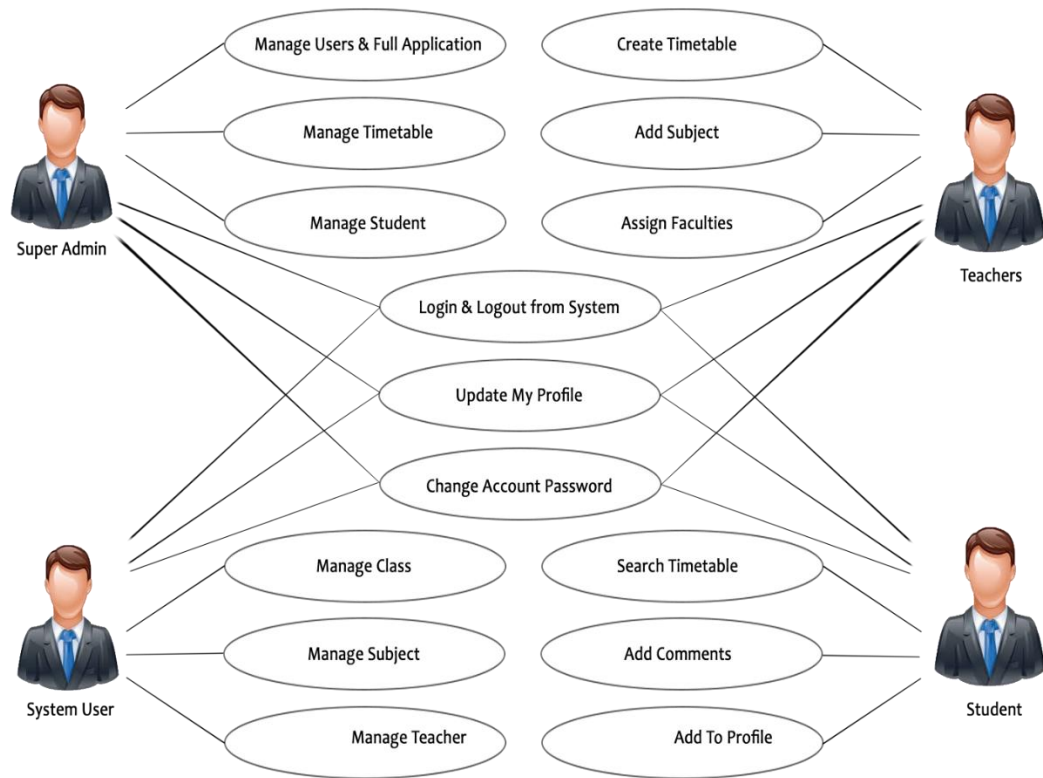 Manage Users & Full Application
Create Timetable
Manage Timetable
Add Subject
Manage Student
Assign Faculties
Super Admin
Teachers
Login & Logout from System
Update My Profile
Change Account Password
Manage Class
Search Timetable
Manage Subject
Add Comments
System User
Student
Manage Teacher
Add To Profile